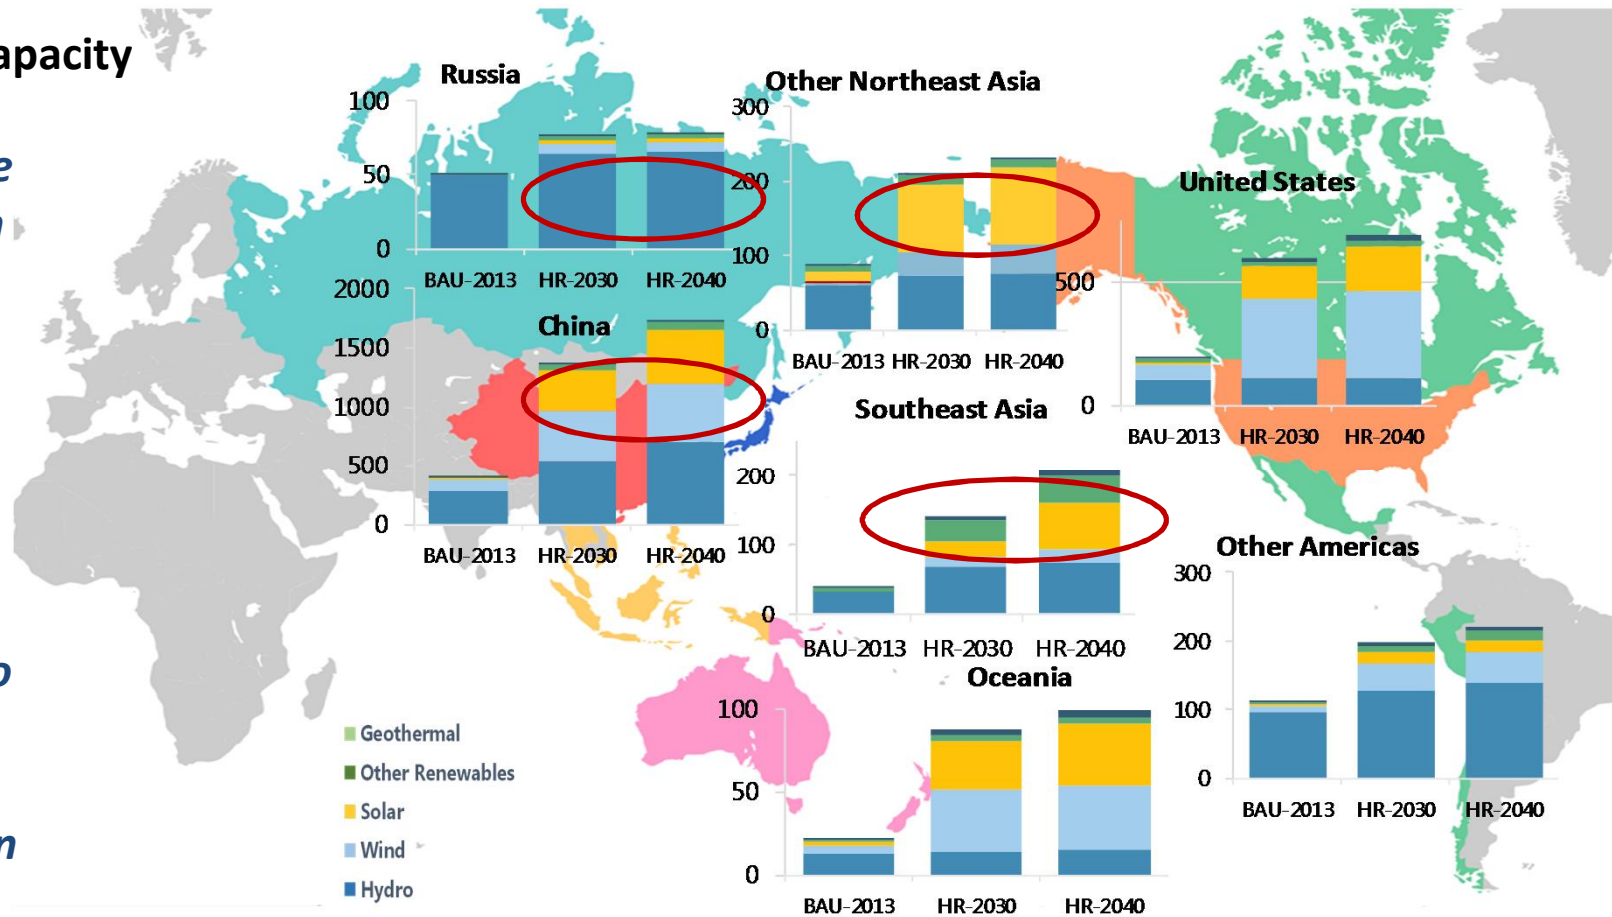 apacity
e
n
o
n
Russia
100
50
0
BAU-2013 HR-2030 HR-2040
Other Northeast Asia
300
200
100
0
BAU-2013 HR-2030 HR-2040
United States
500
0
BAU-2013 HR-2030 HR-2040
China
2000
1500
1000
500
0
BAU-2013 HR-2030 HR-2040
Southeast Asia
200
100
0
BAU-2013 HR-2030 HR-2040
Other Americas
300
200
100
0
BAU-2013 HR-2030 HR-2040
Oceania
100
50
0
BAU-2013 HR-2030 HR-2040
Geothermal
Other Renewables
Solar
Wind
Hydro